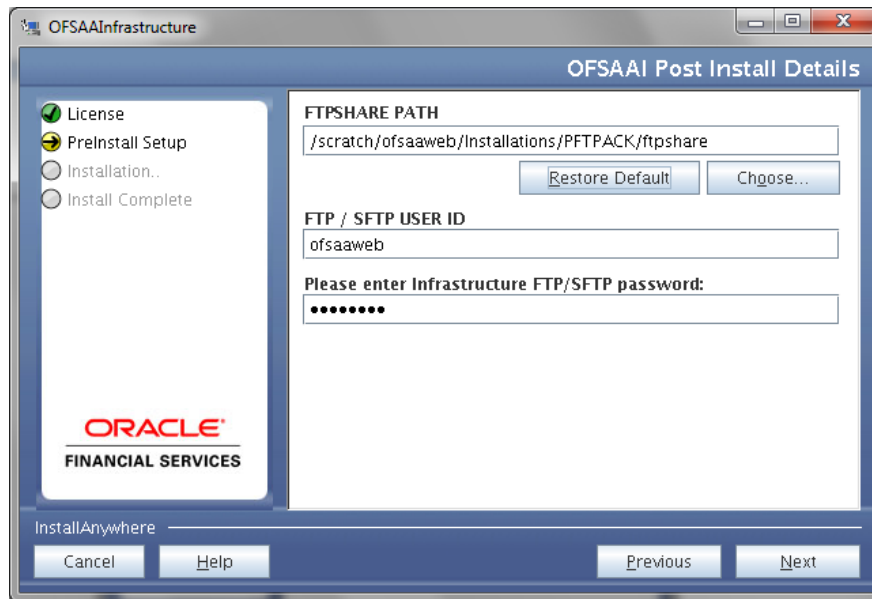 OFSAAInfrastructure
OFSAAI Post Install Details
License
PreInstall Setup
Installation..
Install Complete
ORACLE
FINANCIAL SERVICES
FTPSHARE PATH
/scratch/ofsaaweb/Installations/PFTPACK/ftpshare
Restore Default
Choose...
FTP / SFTP USER ID
ofsaaweb
Please enter Infrastructure FTP/SFTP password:
••••••••
InstallAnywhere
Cancel
Help
Previous
Next